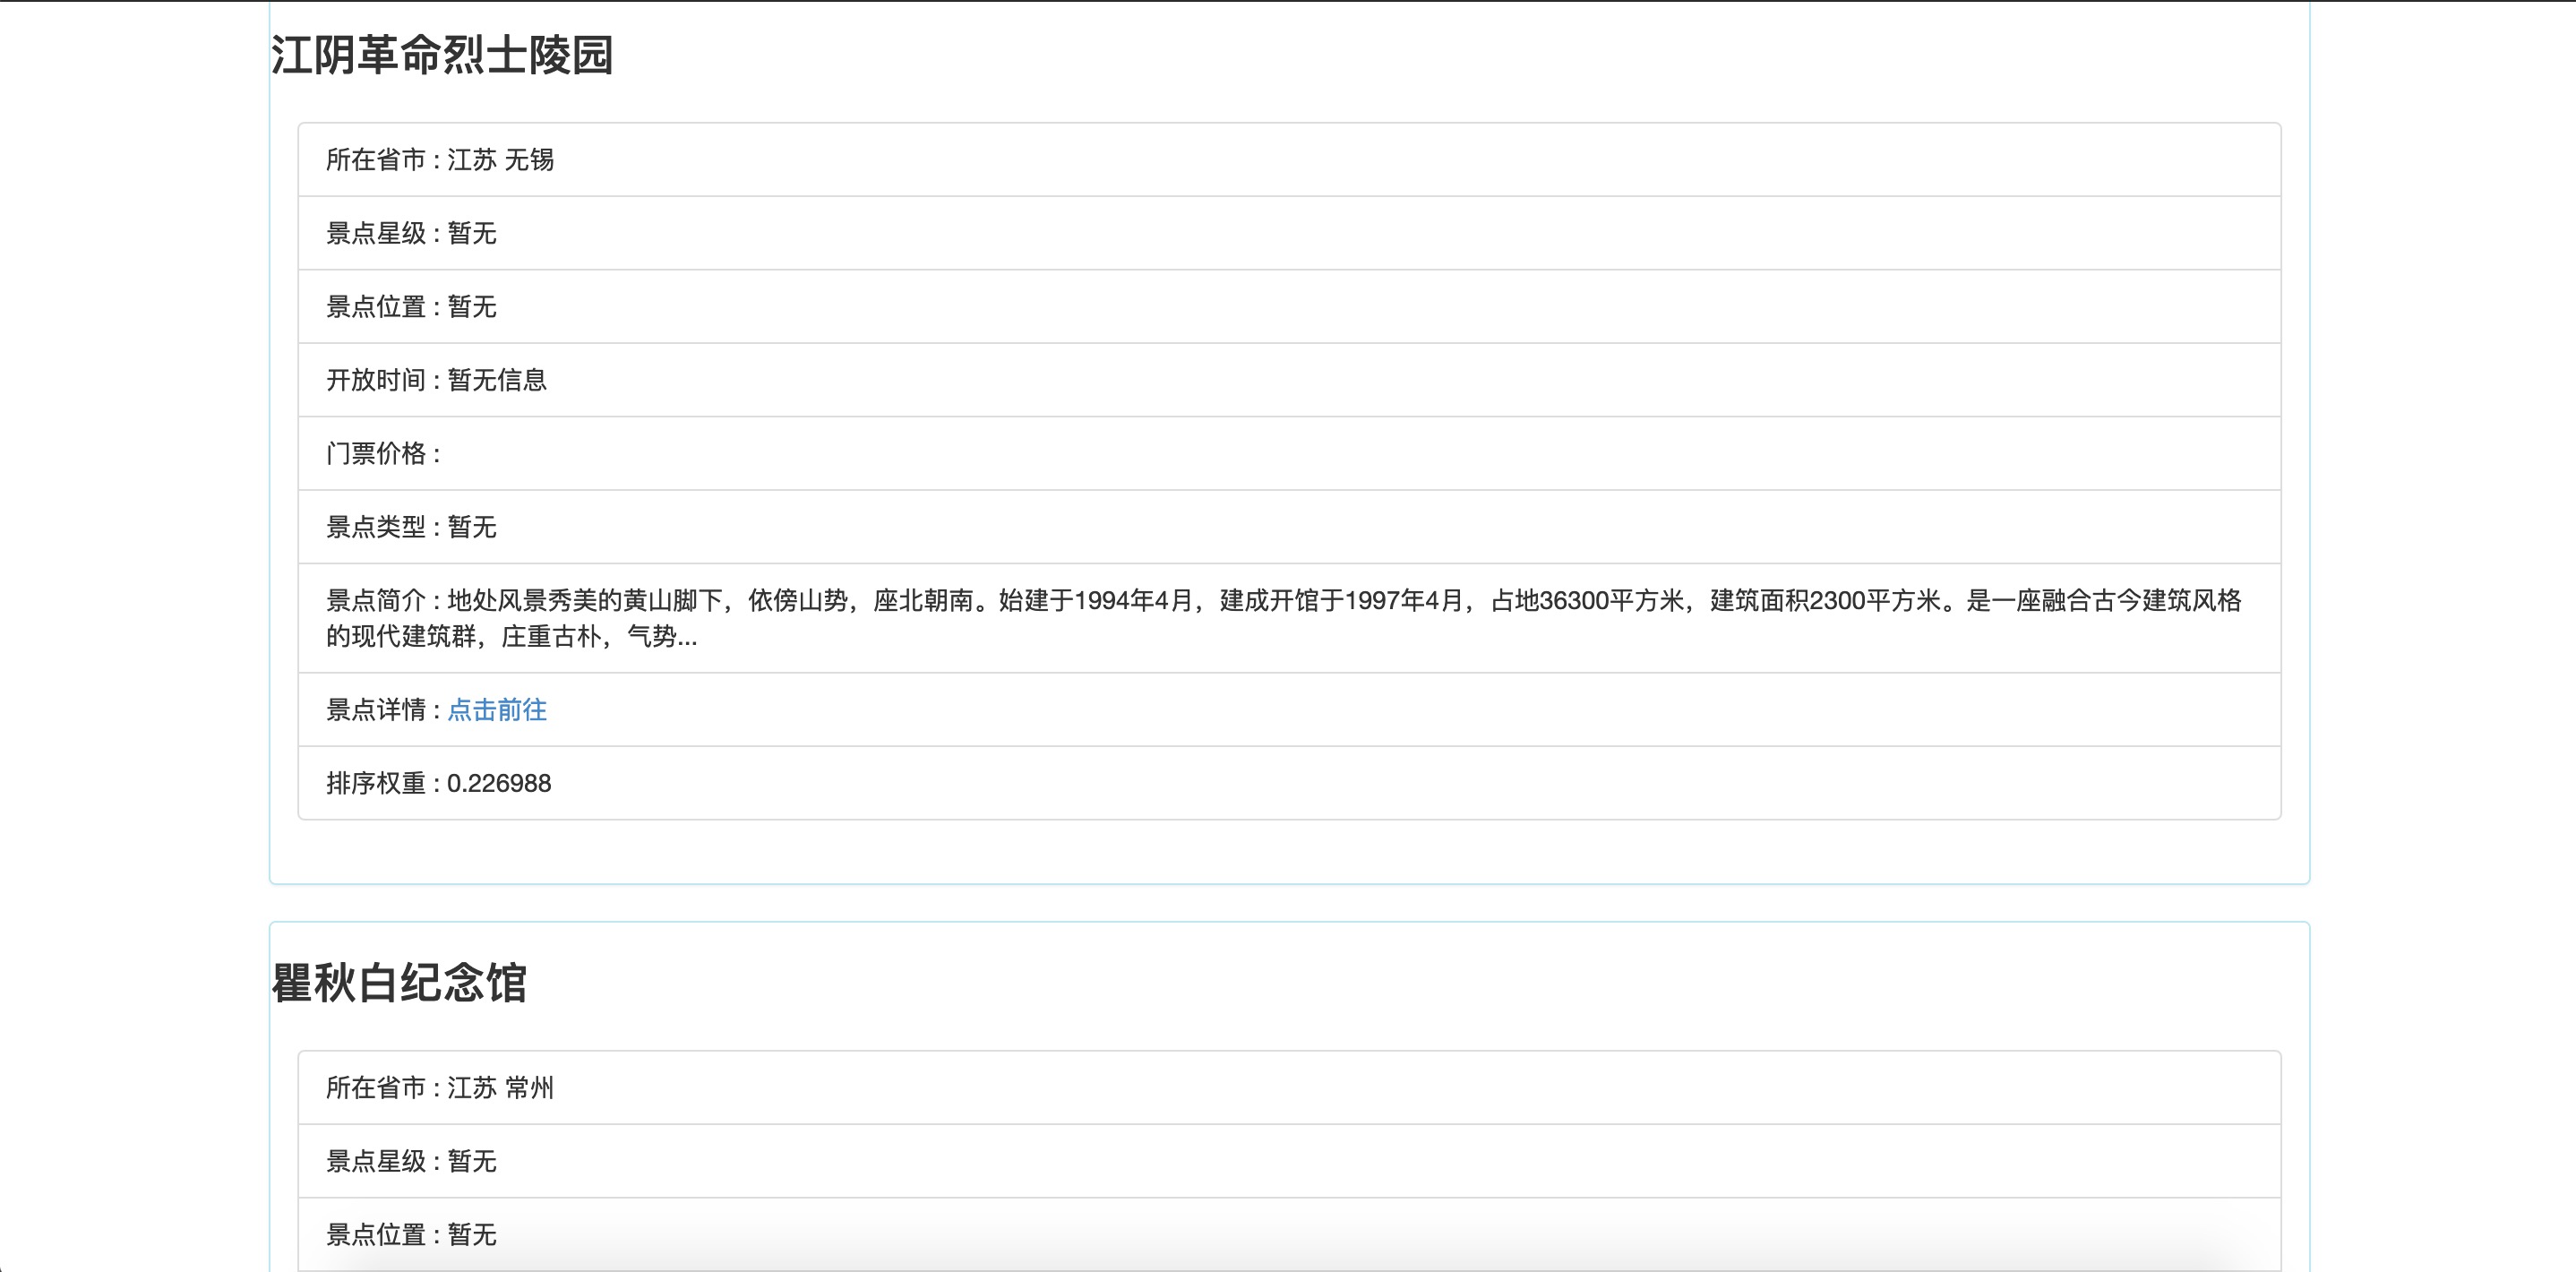 江阴革命烈士陵园
所在省市 : 江苏 无锡
景点星级 : 暂无
景点位置 : 暂无
开放时间 : 暂无信息
门票价格 :
景点类型 : 暂无
景点简介 : 地处风景秀美的黄山脚下，依傍山势，座北朝南。始建于1994年4月，建成开馆于1997年4月，占地36300平方米，建筑面积2300平方米。是一座融合古今建筑风格
的现代建筑群，庄重古朴，气势...
景点详情 : 点击前往
排序权重 : 0.226988
瞿秋白纪念馆
所在省市 : 江苏 常州
景点星级 : 暂无
景点位置 : 暂无